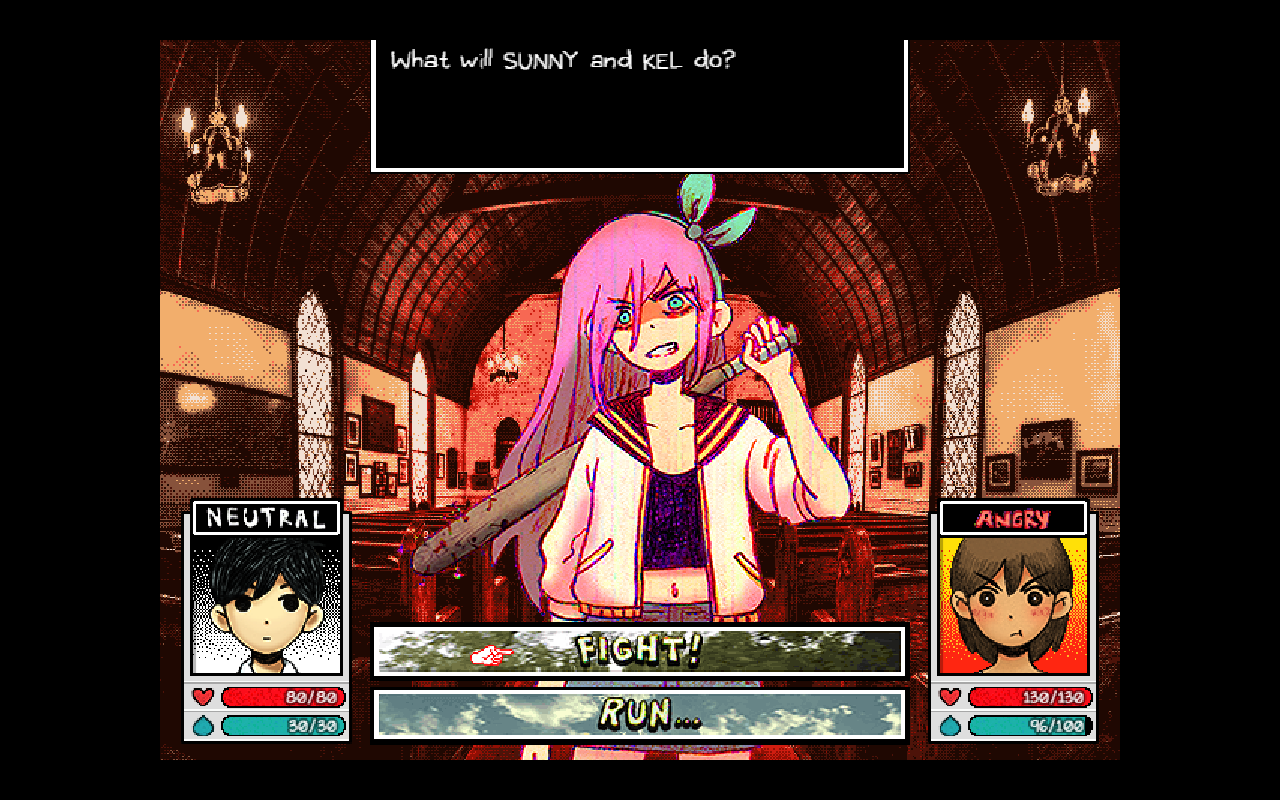 What will SUNNY and KEL do?
NEUTRAL
ANGRY
FIGHT!
RUN...
80/80
130/130
30/30
96/100